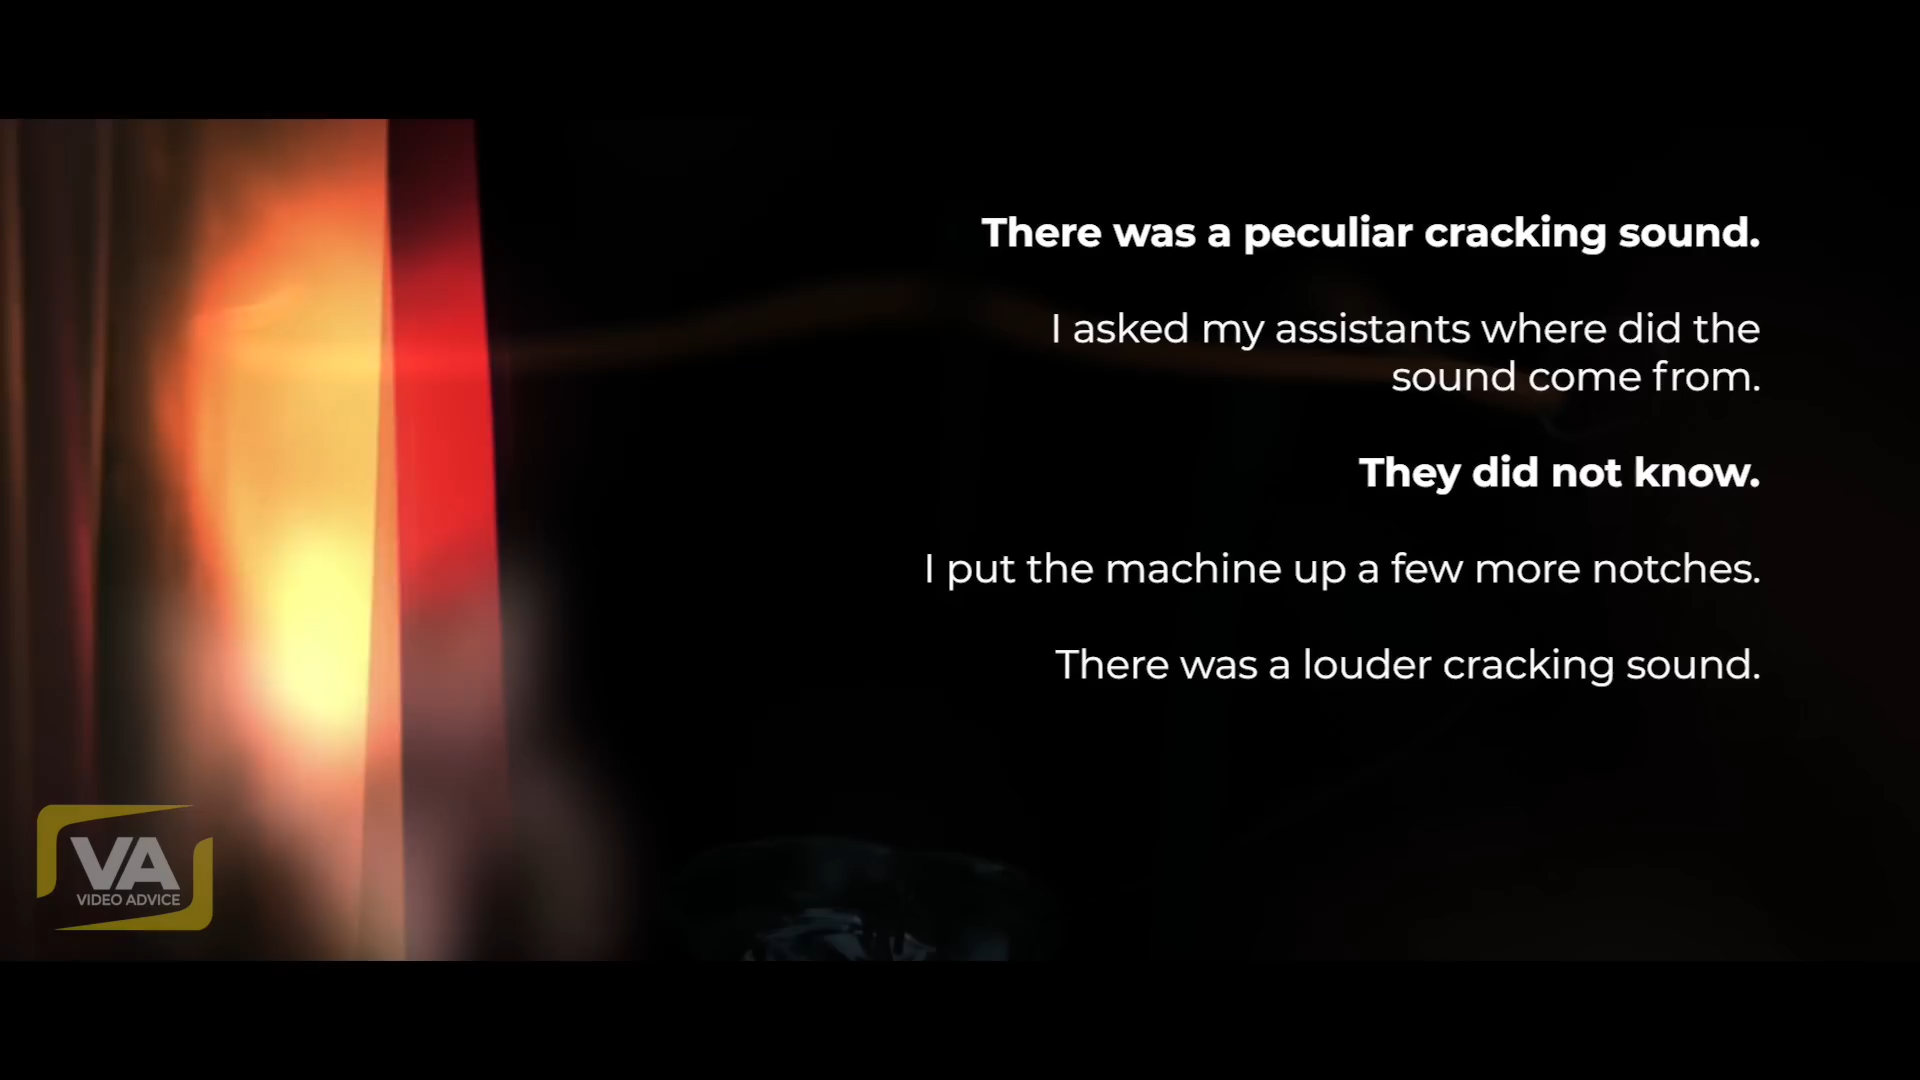 There was a peculiar cracking sound.
I asked my assistants where did the
sound come from.
They did not know.
I put the machine up a few more notches.
There was a louder cracking sound.
VA
VIDEO ADVICE